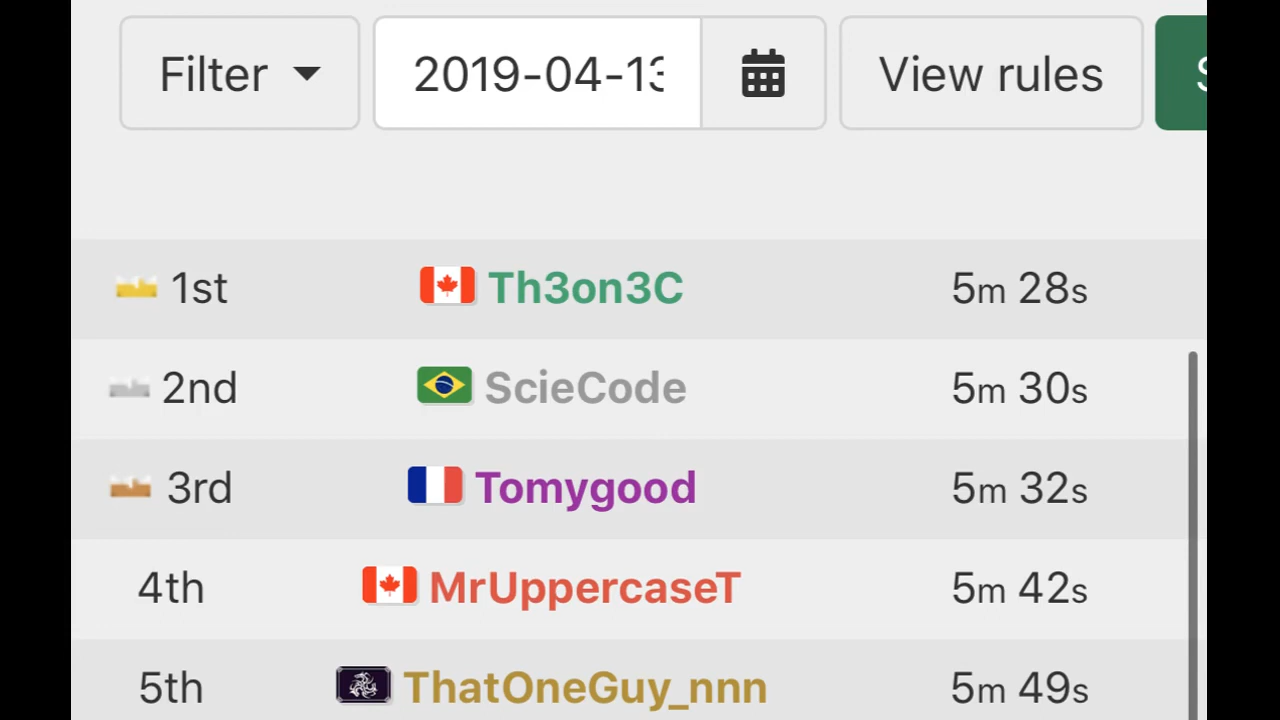 Filter 2019-04-13 View rules
1st Th3on3C 5m 28s
2nd ScieCode 5m 30s
3rd Tomygood 5m 32s
4th MrUppercaseT 5m 42s
5th ThatOneGuy_nnn 5m 49s